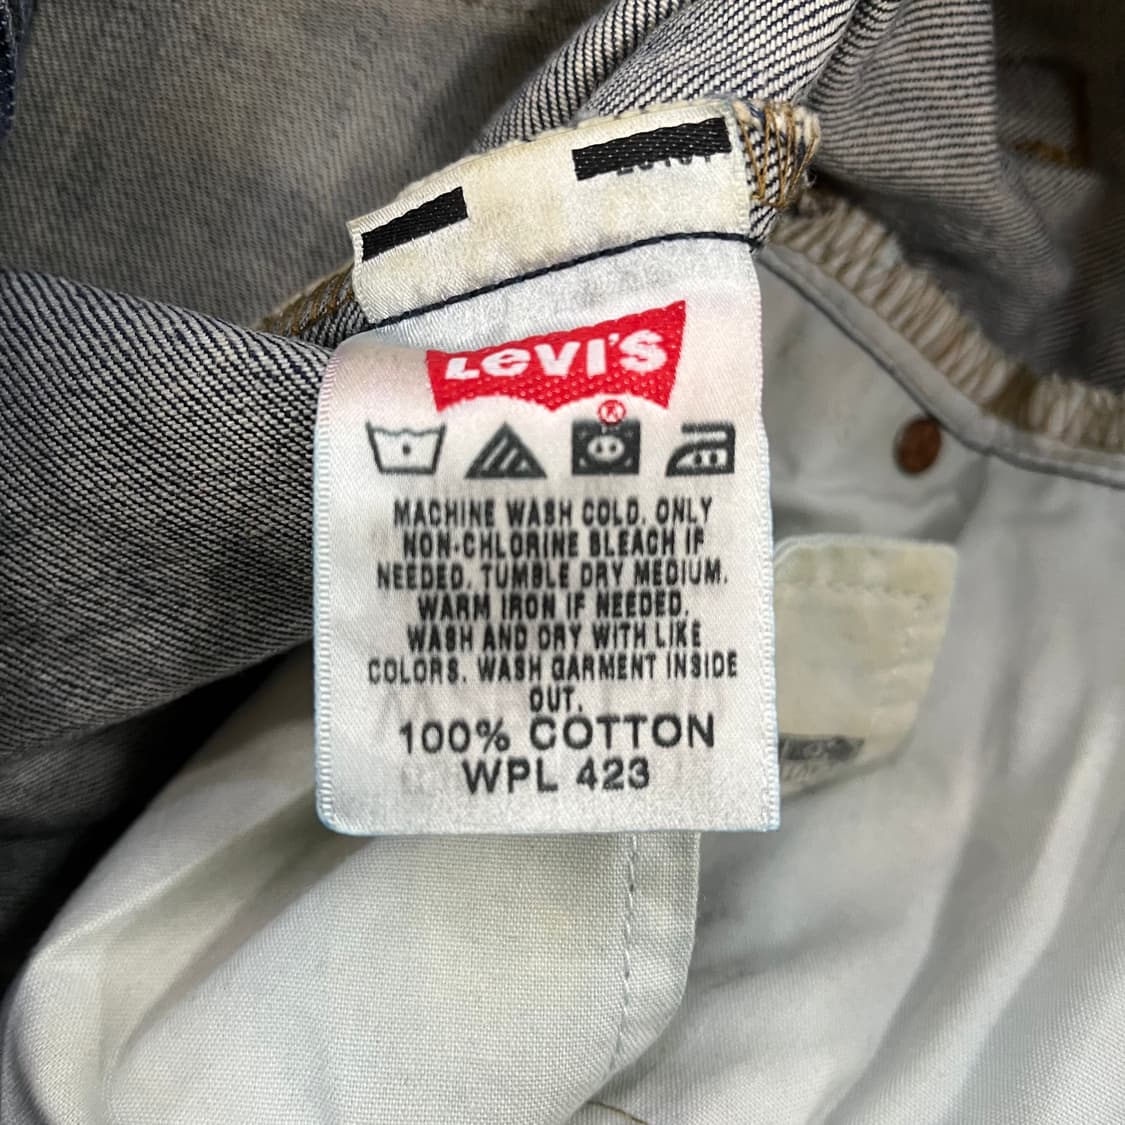 LEVI'S
®
MACHINE WASH COLD. ONLY
NON-CHLORINE BLEACH IF
NEEDED. TUMBLE DRY MEDIUM.
WARM IRON IF NEEDED.
WASH AND DRY WITH LIKE
COLORS. WASH GARMENT INSIDE
OUT.
100% COTTON
WPL 423